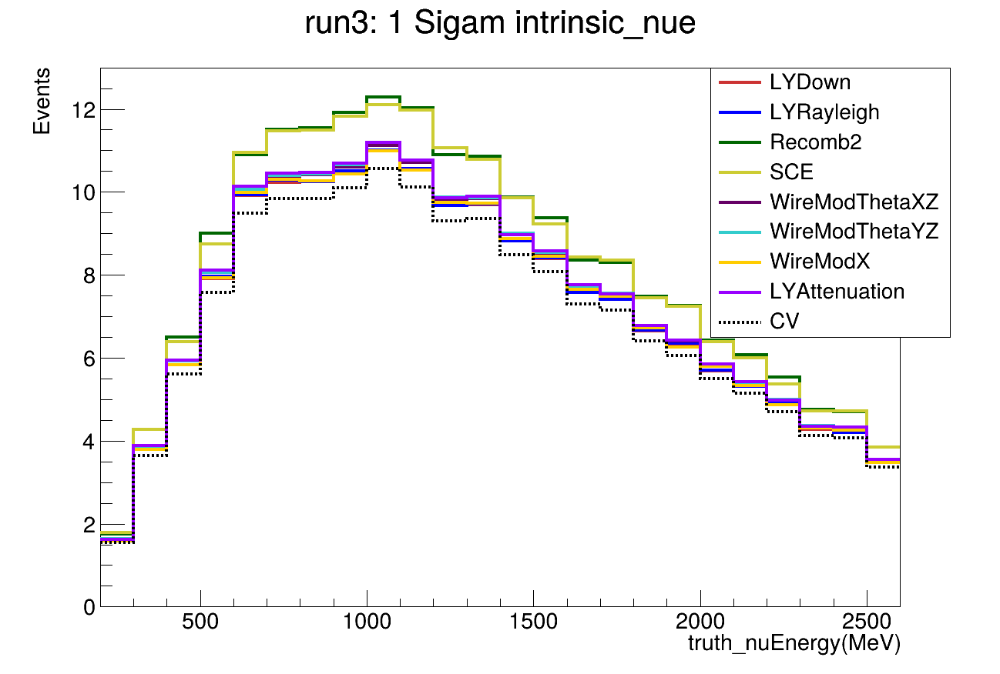 run3: 1 Sigam intrinsic_nue
Events
12
10
8
6
4
2
0
LYDown
LYRayleigh
Recomb2
SCE
WireModThetaXZ
WireModThetaYZ
WireModX
LYAttenuation
CV
500 1000 1500 2000 2500
truth_nuEnergy(MeV)